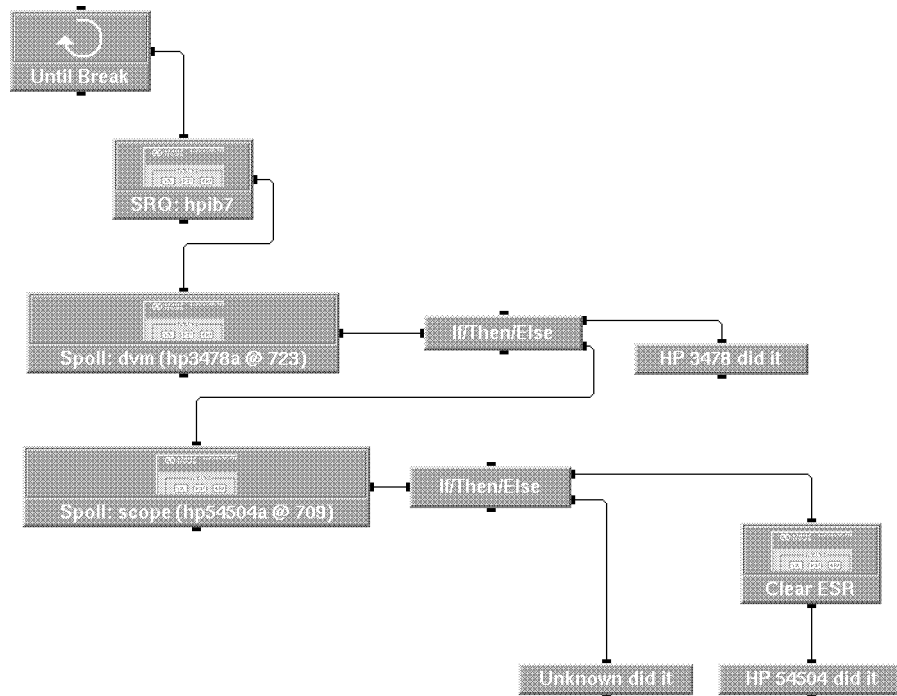 Until Break
SRQ: hpib7
Spoll: dvm (hp3478a @ 723)
If/Then/Else
HP 3478 did it
Spoll: scope (hp54504a @ 709)
If/Then/Else
Clear ESR
Unknown did it
HP 54504 did it